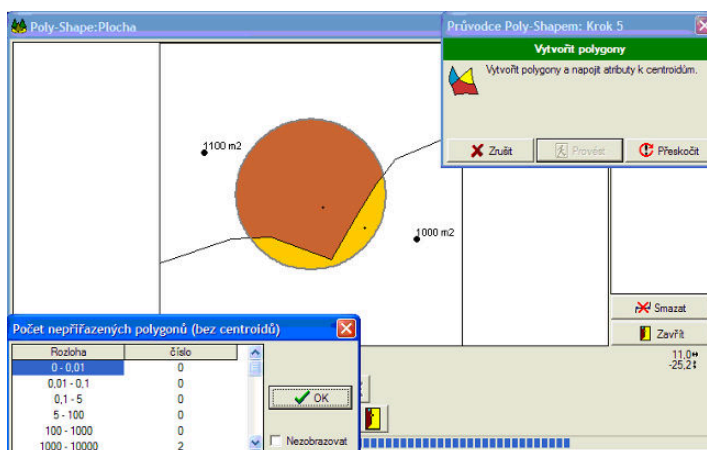 Poly-Shape:Plocha
Průvodce Poly-Shapem: Krok 5
Vytvořit polygony
Vytvořit polygony a napojit atributy k centroidům.
Zrušit
Provést
Přeskočit
1100 m2
1000 m2
Smazat
Zavřít
11,0
-25,2
Počet nepřiřazených polygonů (bez centroidů)
Rozloha číslo
0 - 0,01 0
0,01 - 0,1 0
0,1 - 5 0
5 - 100 0
100 - 1000 0
1000 - 10000 2
OK
Nezobrazovat